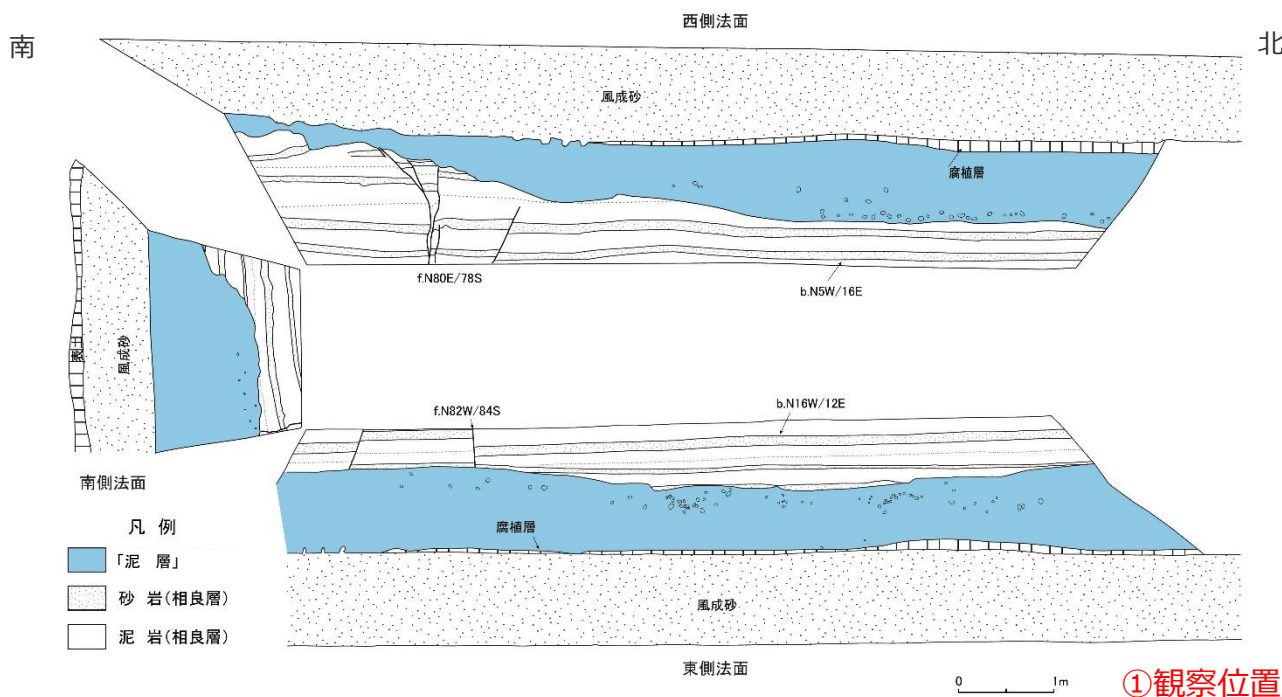 西側法面
南
北
風成砂
腐植層
f.N80E/78S
b.N5W/16E
表土
風成砂
f.N82W/84S
b.N16W/12E
南側法面
凡 例
腐植層
「泥 層」
砂 岩(相良層)
風成砂
泥 岩(相良層)
東側法面
0 1m
①観察位置